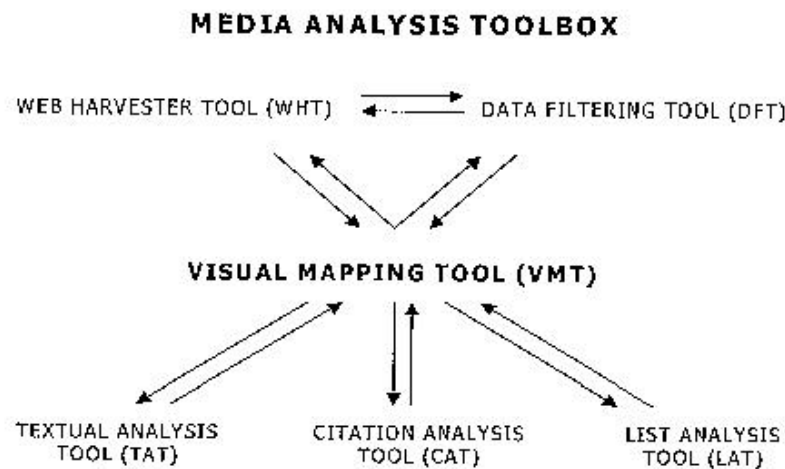 MEDIA ANALYSIS TOOLBOX
WEB HARVESTER TOOL (WHT)
DATA FILTERING TOOL (DFT)
VISUAL MAPPING TOOL (VMT)
TEXTUAL ANALYSIS
TOOL (TAT)
CITATION ANALYSIS
TOOL (CAT)
LIST ANALYSIS
TOOL (LAT)